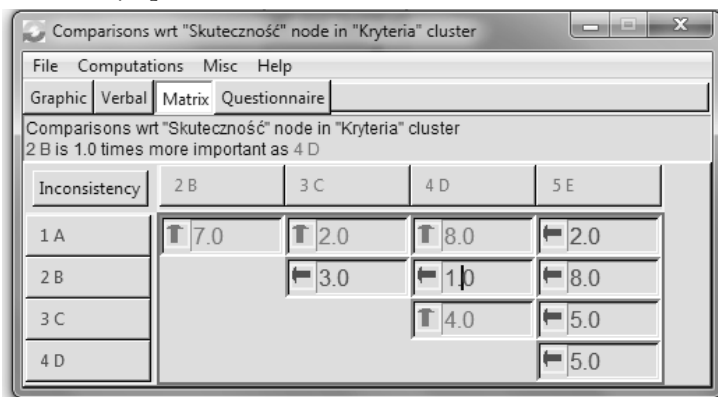 Comparisons wrt "Skuteczność" node in "Kryteria" cluster
File Computations Misc Help
Graphic Verbal Matrix Questionnaire
Comparisons wrt "Skuteczność" node in "Kryteria" cluster
2 B is 1.0 times more important as 4 D
Inconsistency 2 B 3 C 4 D 5 E
1 A 7.0 2.0 8.0 2.0
2 B 3.0 1.0 8.0
3 C 4.0 5.0
4 D 5.0